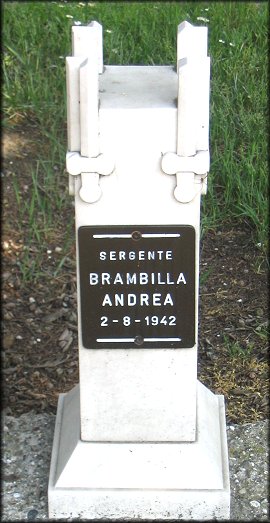 SERGENTE
BRAMBILLA
ANDREA
2-8-1942